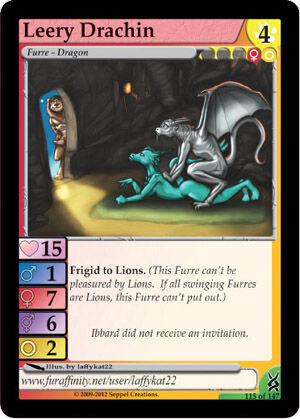 Leery Drachin
4
Furre - Dragon
15
1
7
6
2
Frigid to Lions. (This Furre can't be
pleasured by Lions.  If all swinging Furres
are Lions, this Furre can't put out.)
Ibbard did not receive an invitation.
Illus. by laffykat22
www.furaffinity.net/user/laffykat22
© 2009-2012 Seppel Creations.
115 of 147